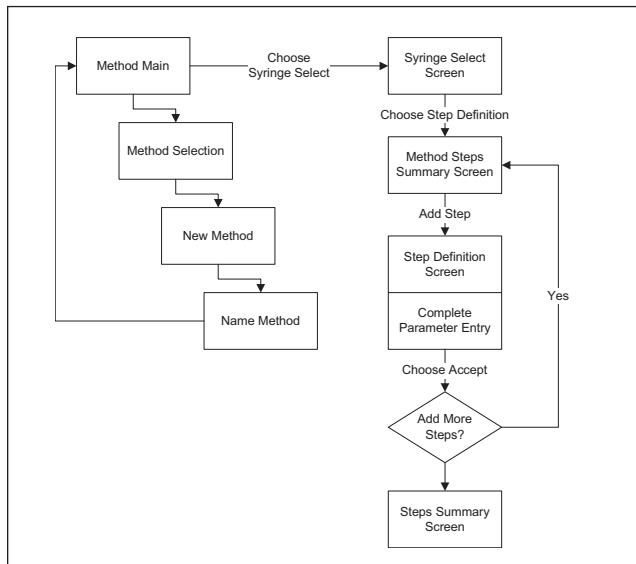 Method Main
Choose
Syringe Select
Syringe Select
Screen
Choose Step Definition
Method Selection
Method Steps
Summary Screen
Add Step
New Method
Step Definition
Screen
Name Method
Complete
Parameter Entry
Yes
Choose Accept
Add More
Steps?
Steps Summary
Screen